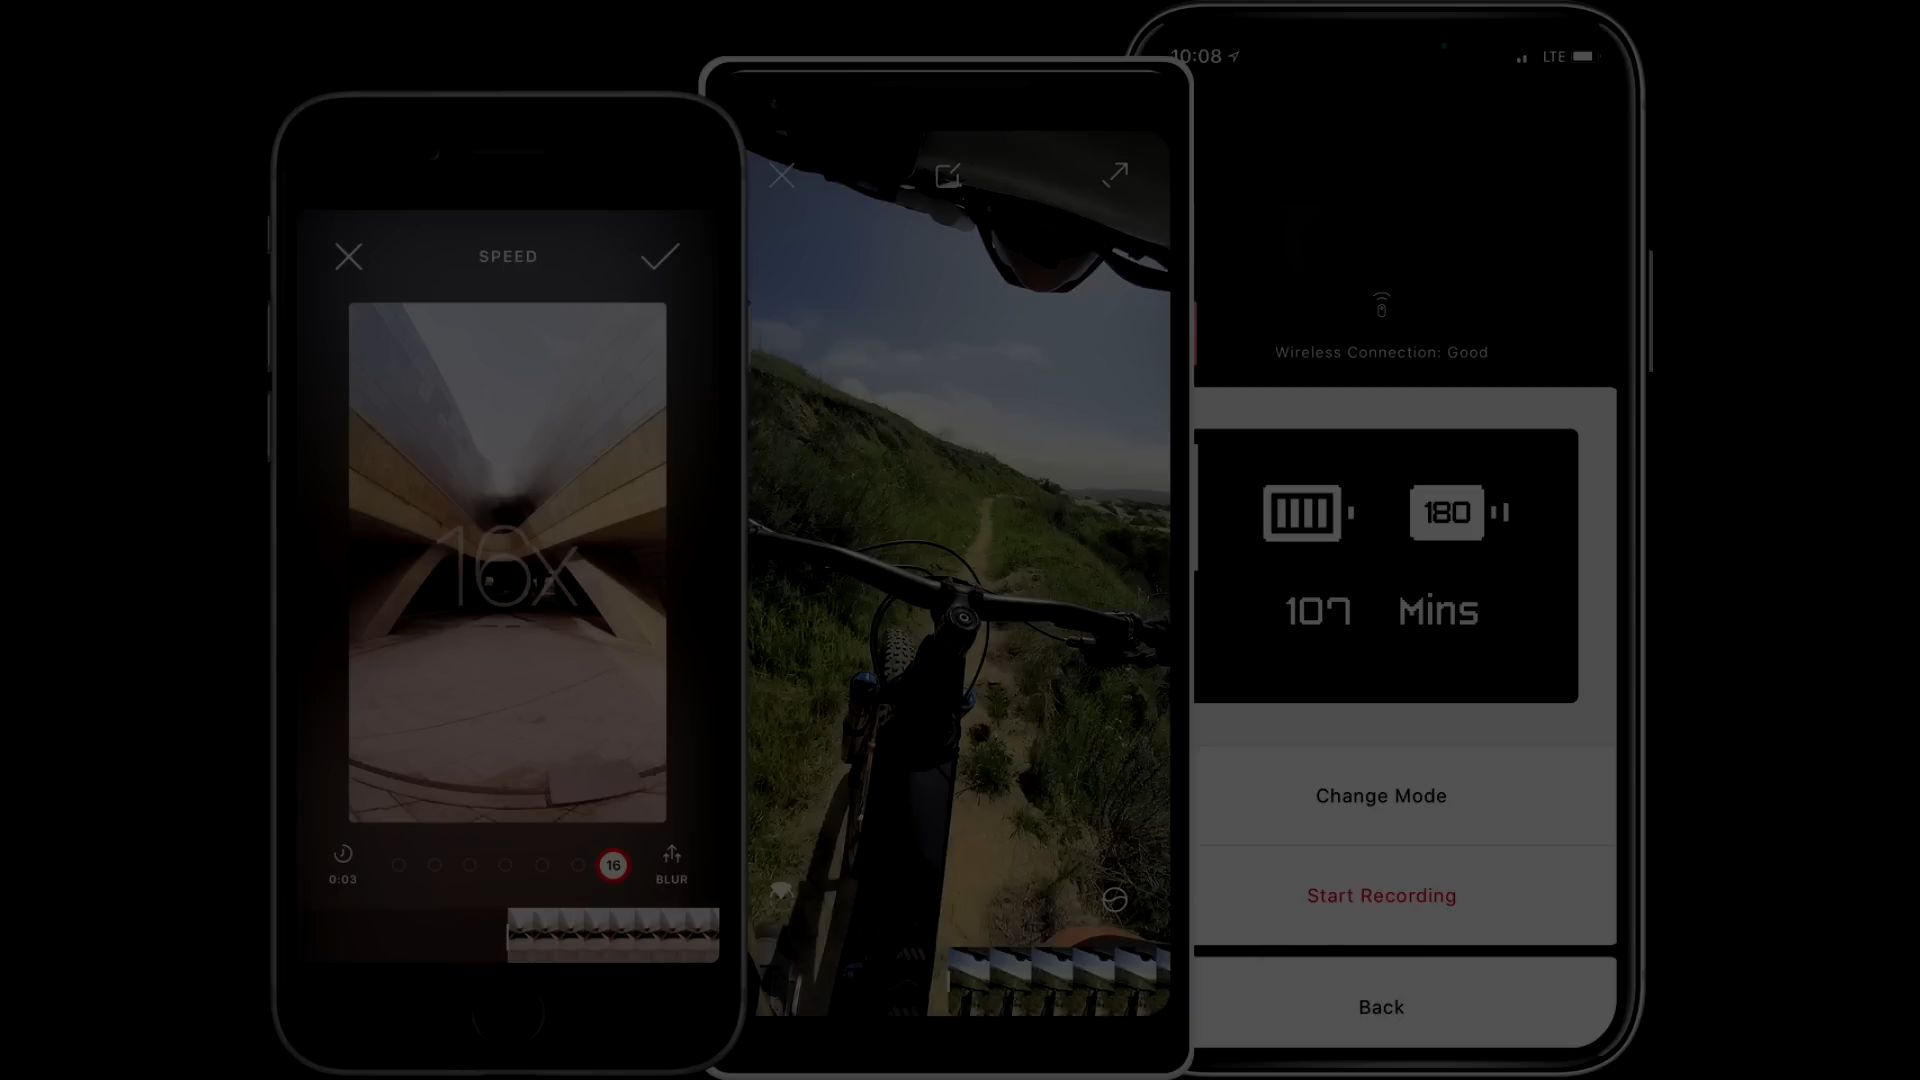 SPEED
16x
0:03
16
BLUR
10:08
LTE
Wireless Connection: Good
180
107 Mins
Change Mode
Start Recording
Back